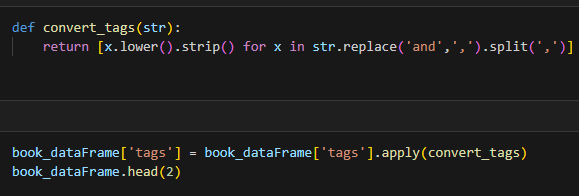 def convert_tags(str):
    return [x.lower().strip() for x in str.replace('and',',').split(',')]
book_dataFrame['tags'] = book_dataFrame['tags'].apply(convert_tags)
book_dataFrame.head(2)